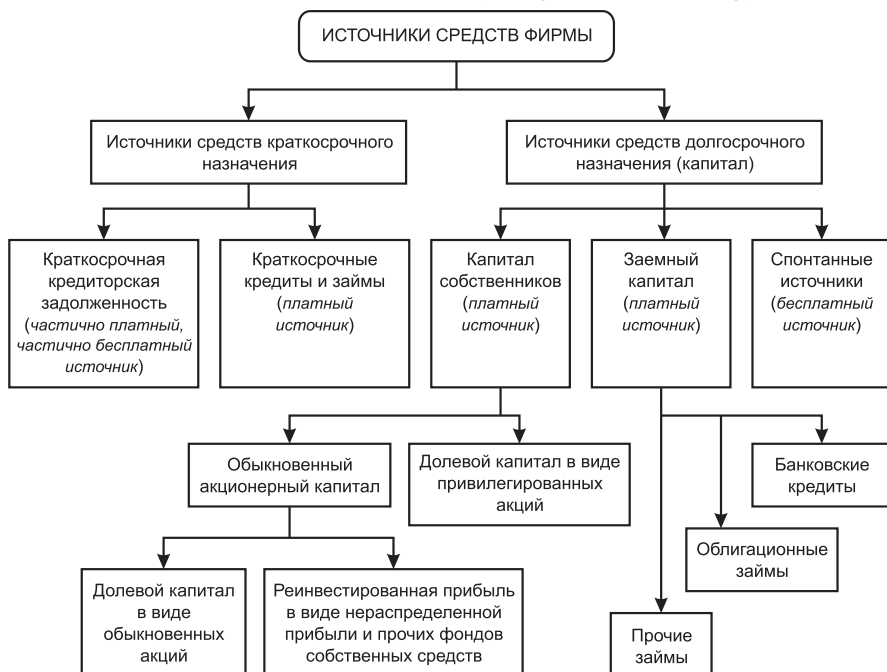 ИСТОЧНИКИ СРЕДСТВ ФИРМЫ
Источники средств краткосрочного
назначения
Источники средств долгосрочного
назначения (капитал)
Краткосрочная
кредиторская
задолженность
(частично платный,
частично бесплатный
источник)
Краткосрочные
кредиты и займы
(платный
источник)
Капитал
собственников
(платный
источник)
Заемный
капитал
(платный
источник)
Спонтанные
источники
(бесплатный
источник)
Обыкновенный
акционерный капитал
Долевой капитал в виде
привилегированных
акций
Банковские
кредиты
Облигационные
займы
Долевой капитал
в виде
обыкновенных
акций
Реинвестированная прибыль
в виде нераспределенной
прибыли и прочих фондов
собственных средств
Прочие
займы